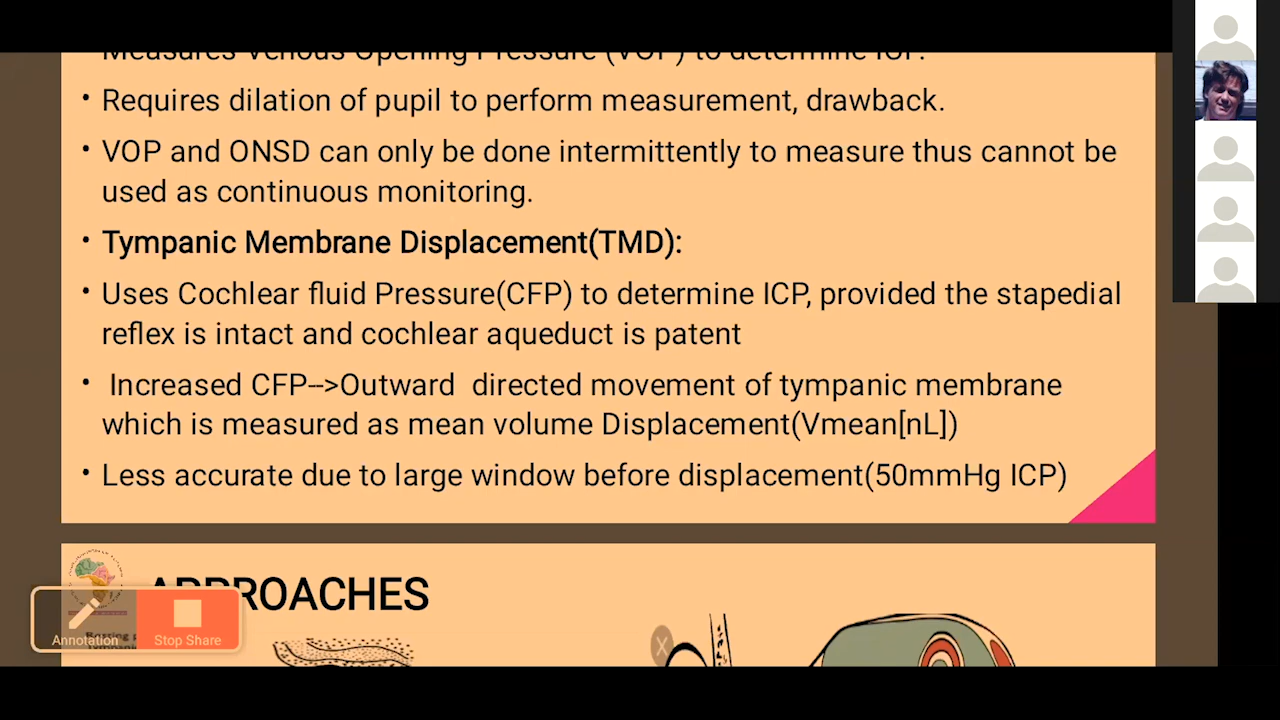 Measures Venous Opening Pressure (VOP) to determine ICP.
• Requires dilation of pupil to perform measurement, drawback.
• VOP and ONSD can only be done intermittently to measure thus cannot be
used as continuous monitoring.
• Tympanic Membrane Displacement(TMD):
• Uses Cochlear fluid Pressure(CFP) to determine ICP, provided the stapedial
reflex is intact and cochlear aqueduct is patent
• Increased CFP-->Outward directed movement of tympanic membrane
which is measured as mean volume Displacement(Vmean[nL])
• Less accurate due to large window before displacement(50mmHg ICP)
APPROACHES
Annotation Stop Share
X